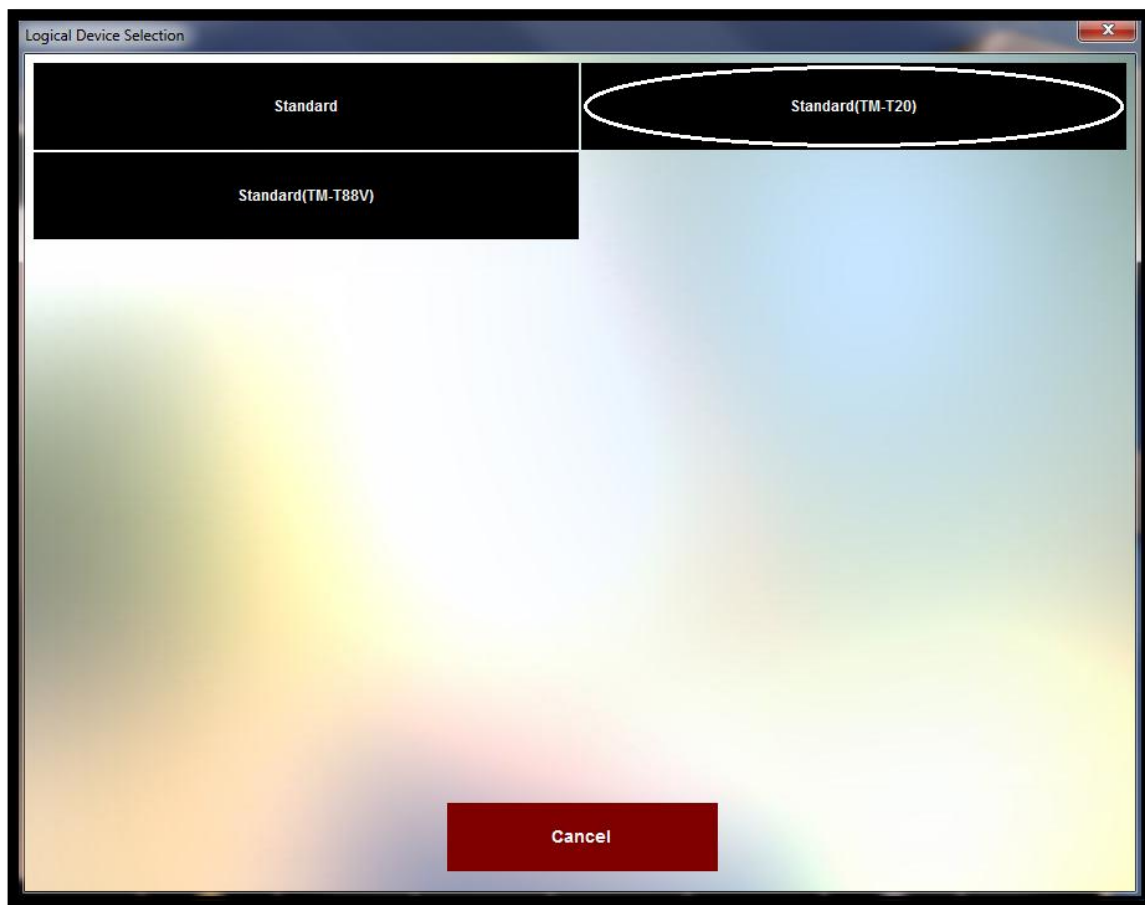 Logical Device Selection
Standard
Standard(TM-T20)
Standard(TM-T88V)
Cancel